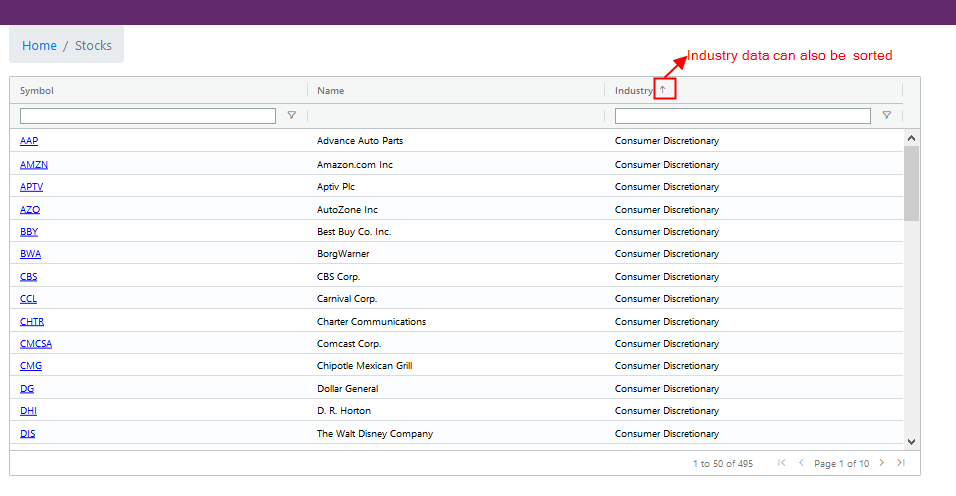 Home / Stocks
Industry data can also be sorted
Symbol Name Industry ↑
AAP Advance Auto Parts Consumer Discretionary
AMZN Amazon.com Inc Consumer Discretionary
APTV Aptiv Plc Consumer Discretionary
AZO AutoZone Inc Consumer Discretionary
BBY Best Buy Co. Inc. Consumer Discretionary
BWA BorgWarner Consumer Discretionary
CBS CBS Corp. Consumer Discretionary
CCL Carnival Corp. Consumer Discretionary
CHTR Charter Communications Consumer Discretionary
CMCSA Comcast Corp. Consumer Discretionary
CMG Chipotle Mexican Grill Consumer Discretionary
DG Dollar General Consumer Discretionary
DHI D. R. Horton Consumer Discretionary
DIS The Walt Disney Company Consumer Discretionary
1 to 50 of 495 Page 1 of 10